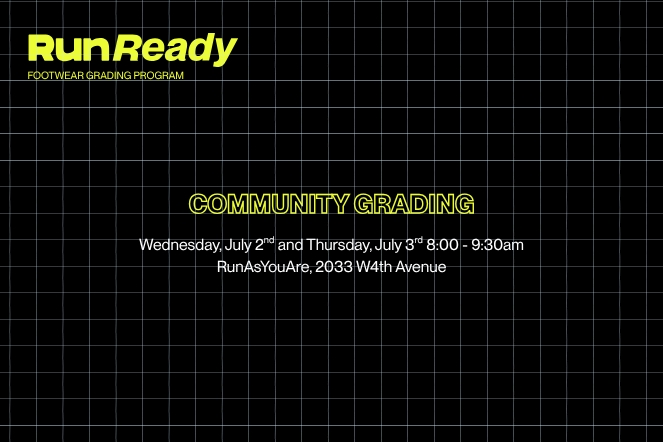 RunReady
FOOTWEAR GRADING PROGRAM
COMMUNITY GRADING
Wednesday, July 2nd and Thursday, July 3rd 8:00 - 9:30am
RunAsYouAre, 2033 W4th Avenue